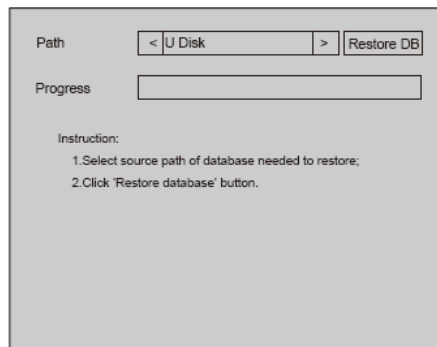 Path < U Disk > Restore DB
Progress
Instruction:
1.Select source path of database needed to restore;
2.Click 'Restore database' button.